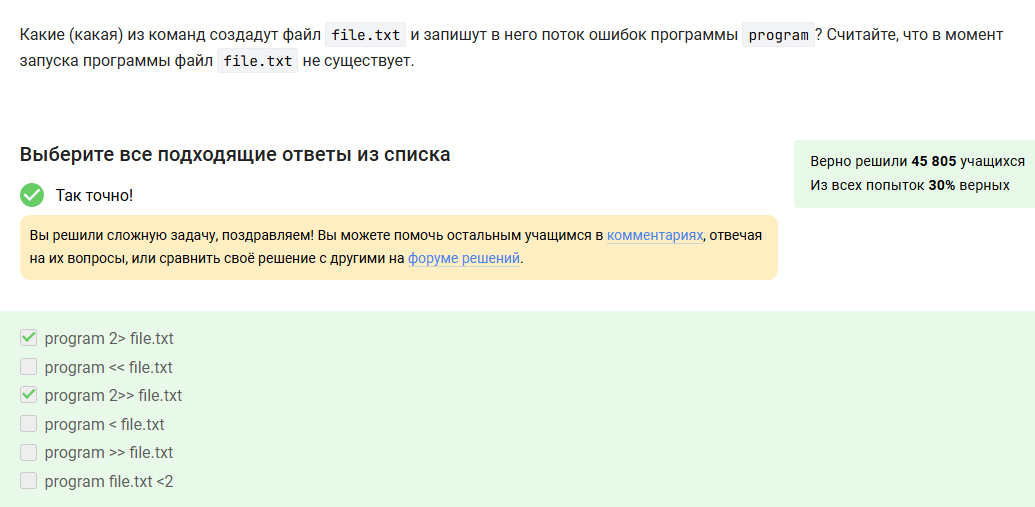 Какие (какая) из команд создадут файл file.txt и запишут в него поток ошибок программы program? Считайте, что в момент
запуска программы файл file.txt не существует.
Выберите все подходящие ответы из списка
Верно решили 45 805 учащихся
Из всех попыток 30% верных
Так точно!
Вы решили сложную задачу, поздравляем! Вы можете помочь остальным учащимся в комментариях, отвечая
на их вопросы, или сравнить своё решение с другими на форуме решений.
program 2> file.txt
program << file.txt
program 2>> file.txt
program < file.txt
program >> file.txt
program file.txt <2